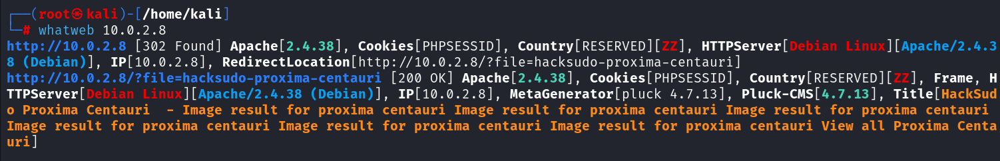 ┌──(root㉿kali)-[/home/kali]
└─# whatweb 10.0.2.8
http://10.0.2.8 [302 Found] Apache[2.4.38], Cookies[PHPSESSID], Country[RESERVED][ZZ], HTTPServer[Debian Linux][Apache/2.4.3
8 (Debian)], IP[10.0.2.8], RedirectLocation[http://10.0.2.8/?file=hacksudo-proxima-centauri]
http://10.0.2.8/?file=hacksudo-proxima-centauri [200 OK] Apache[2.4.38], Cookies[PHPSESSID], Country[RESERVED][ZZ], Frame, H
TTPServer[Debian Linux][Apache/2.4.38 (Debian)], IP[10.0.2.8], MetaGenerator[pluck 4.7.13], Pluck-CMS[4.7.13], Title[HackSud
o Proxima Centauri  - Image result for proxima centauri Image result for proxima centauri Image result for proxima centauri
Image result for proxima centauri Image result for proxima centauri Image result for proxima centauri View all Proxima Centa
uri]